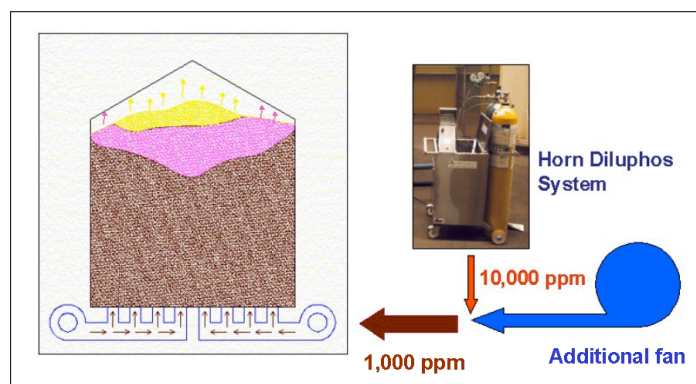 Horn Diluphos
System
10,000 ppm
1,000 ppm
Additional fan